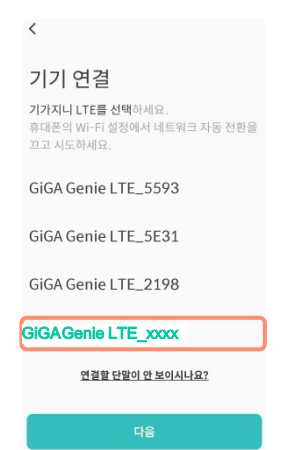 기기 연결
기가지니 LTE를 선택하세요.
휴대폰의 Wi-Fi 설정에서 네트워크 자동 전환을
끄고 시도하세요.
GiGA Genie LTE_5593
GiGA Genie LTE_5E31
GiGA Genie LTE_2198
GiGA Genie LTE_xxxx
연결할 단말이 안 보이시나요?
다음